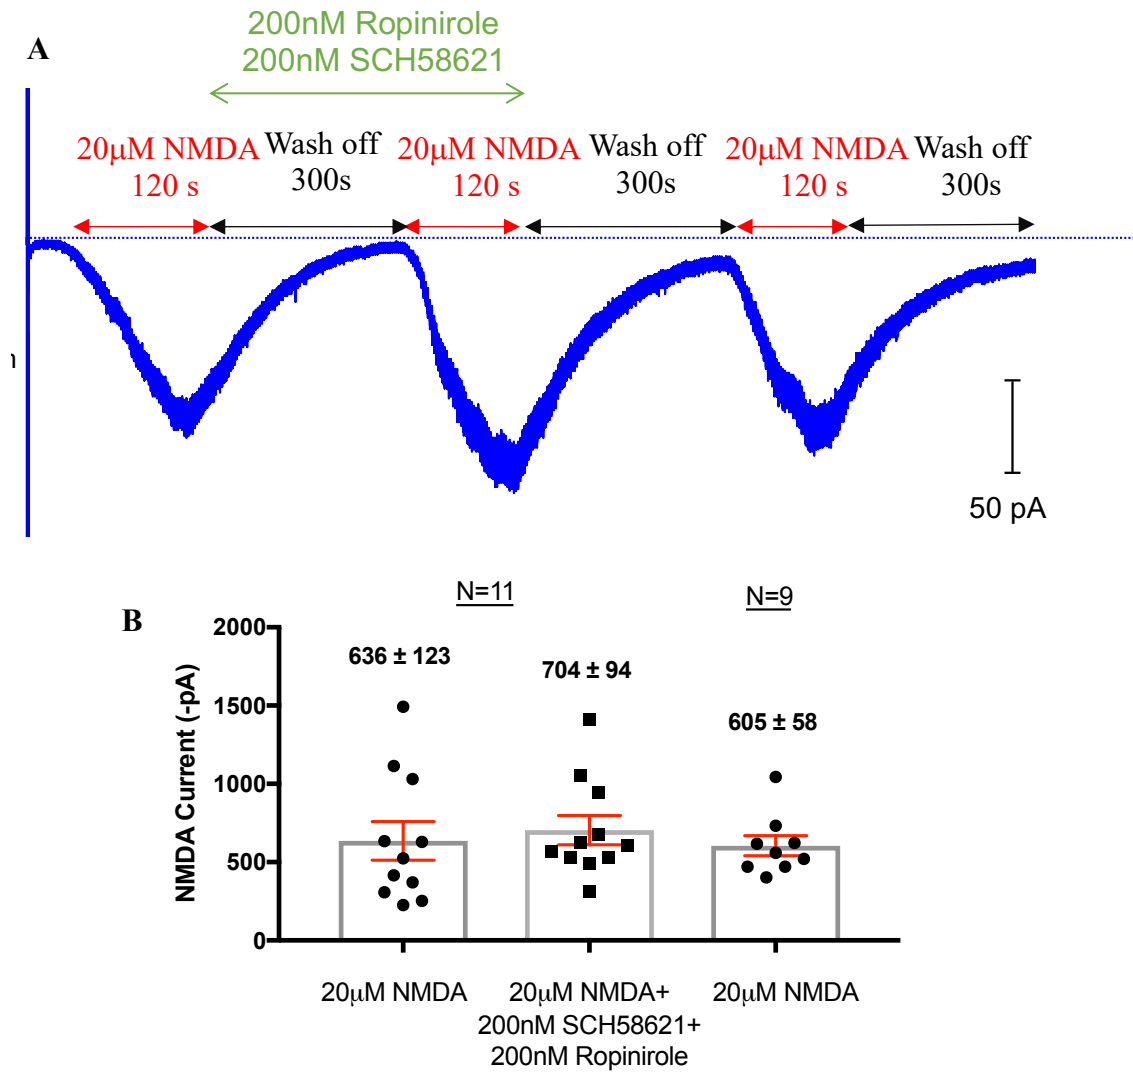 A
200nM Ropinirole
200nM SCH58621
20μM NMDA Wash off 20μM NMDA Wash off 20μM NMDA Wash off
120 s 300s 120 s 300s 120 s 300s
50 pA
B
N=11 N=9
NMDA Current (-pA)
2000
1500
1000
500
0
636 ± 123 704 ± 94 605 ± 58
20μM NMDA 20μM NMDA+ 20μM NMDA
200nM SCH58621+
200nM Ropinirole